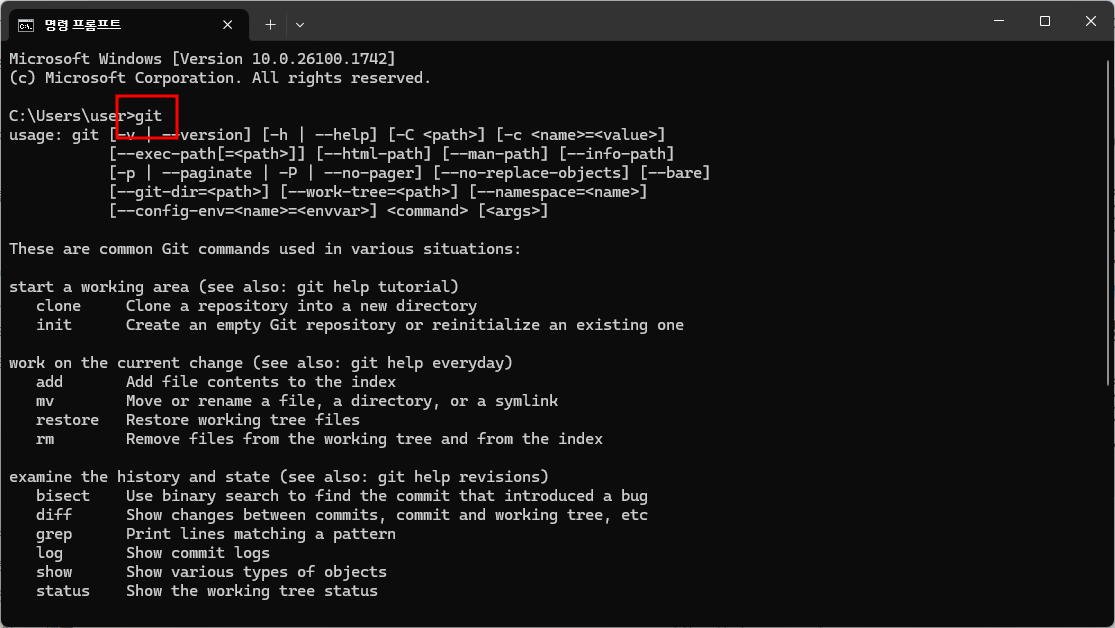 명령 프롬프트
Microsoft Windows [Version 10.0.26100.1742]
(c) Microsoft Corporation. All rights reserved.
C:\Users\user>git
usage: git [-v | --version] [-h | --help] [-C <path>] [-c <name>=<value>]
           [--exec-path[=<path>]] [--html-path] [--man-path] [--info-path]
           [-p | --paginate | -P | --no-pager] [--no-replace-objects] [--bare]
           [--git-dir=<path>] [--work-tree=<path>] [--namespace=<name>]
           [--config-env=<name>=<envvar>] <command> [<args>]
These are common Git commands used in various situations:
start a working area (see also: git help tutorial)
   clone     Clone a repository into a new directory
   init      Create an empty Git repository or reinitialize an existing one
work on the current change (see also: git help everyday)
   add       Add file contents to the index
   mv        Move or rename a file, a directory, or a symlink
   restore   Restore working tree files
   rm        Remove files from the working tree and from the index
examine the history and state (see also: git help revisions)
   bisect    Use binary search to find the commit that introduced a bug
   diff      Show changes between commits, commit and working tree, etc
   grep      Print lines matching a pattern
   log       Show commit logs
   show      Show various types of objects
   status    Show the working tree status